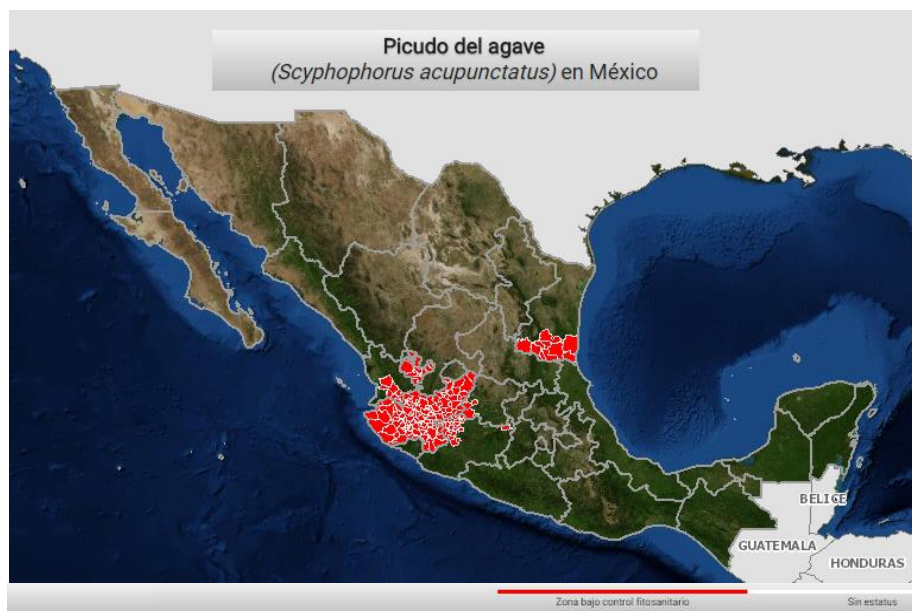 Picudo del agave
(Scyphophorus acupunctatus) en México
BELICE
GUATEMALA
HONDURAS
Zona bajo control fitosanitario
Sin estatus